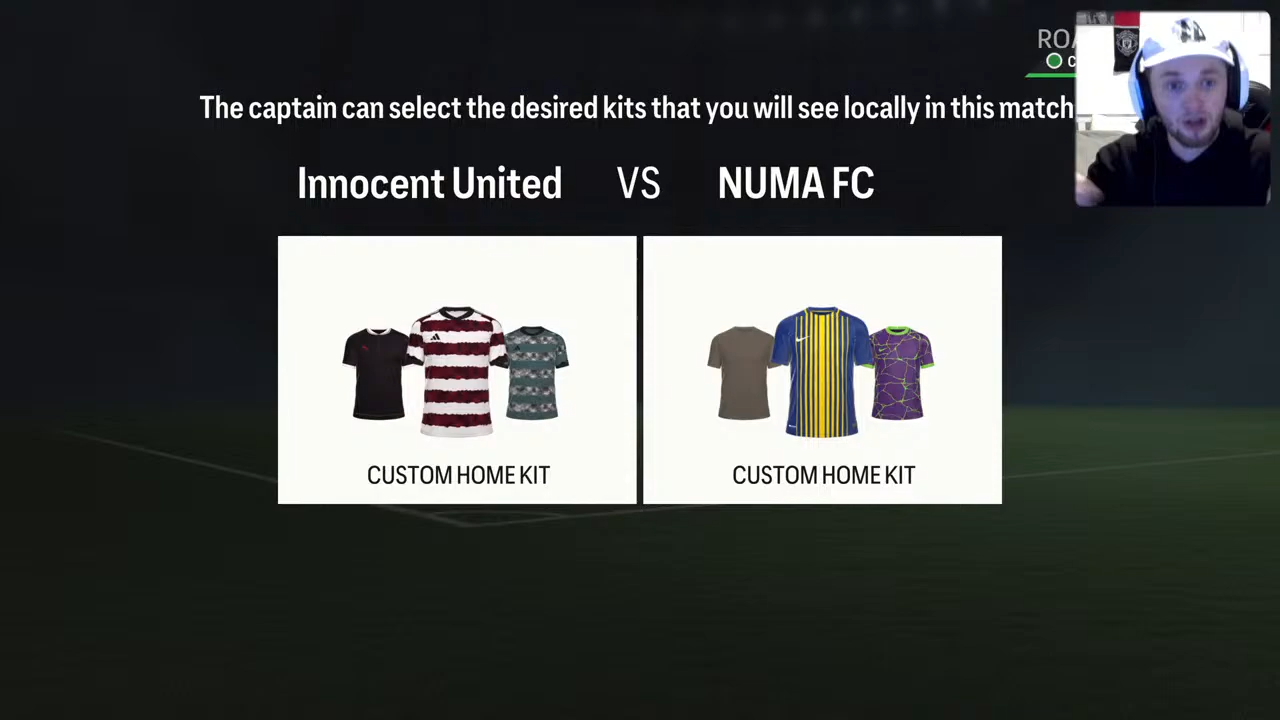 ROA
C
The captain can select the desired kits that you will see locally in this match
Innocent United VS NUMA FC
CUSTOM HOME KIT
CUSTOM HOME KIT